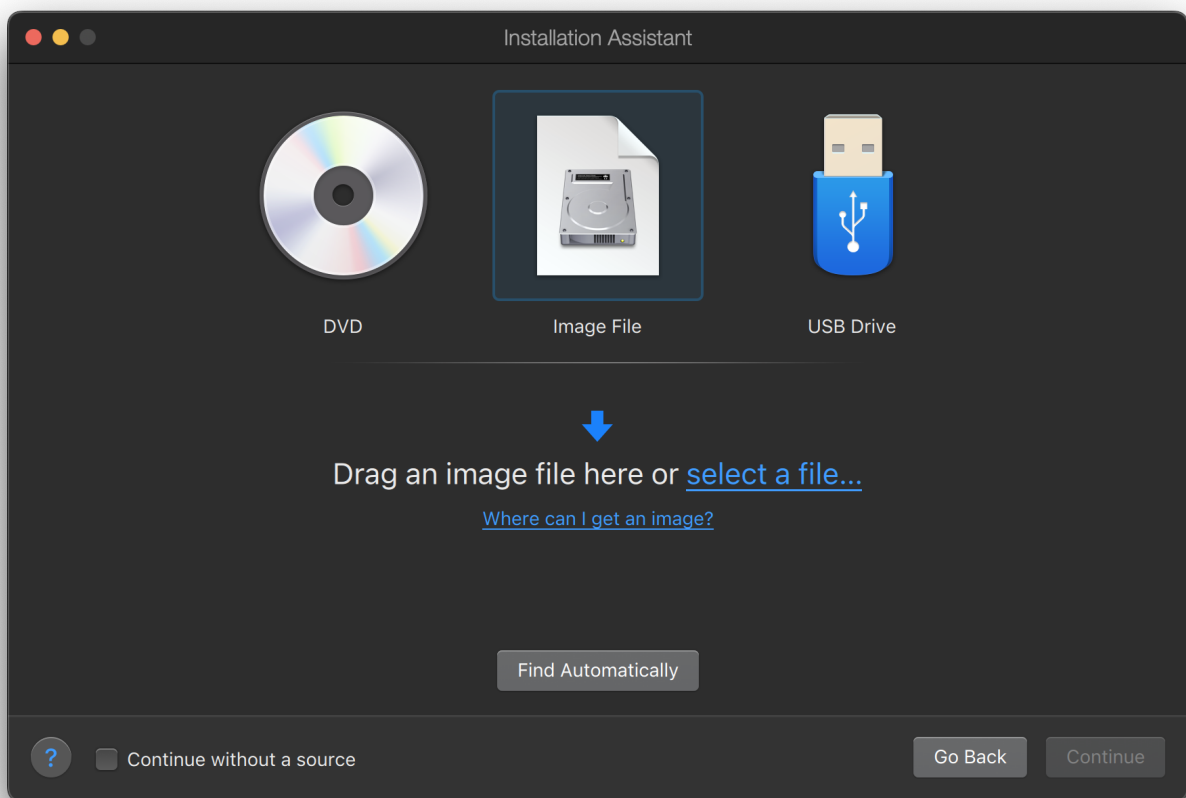 Installation Assistant
DVD
Image File
USB Drive
Drag an image file here or select a file...
Where can I get an image?
Find Automatically
? Continue without a source
Go Back
Continue